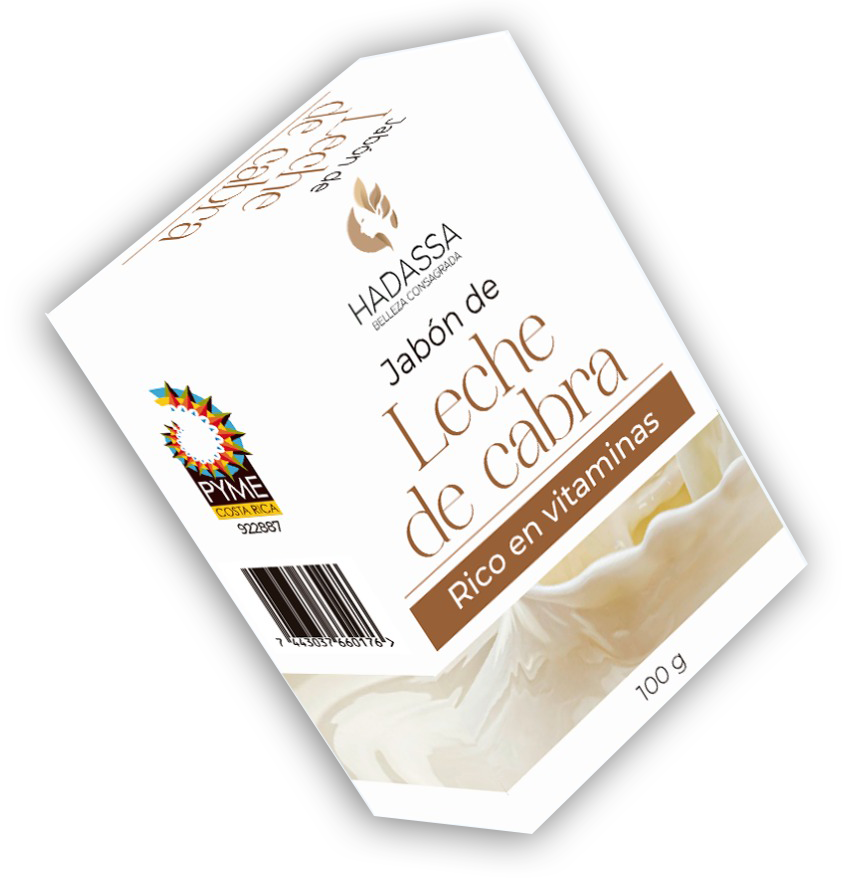 Jabón de
Leche
de cabra
HADASSA
BELLEZA CONSAGRADA
Jabón de
Leche
de cabra
Rico en vitaminas
100 g
PYME
COSTA RICA
922887
7 443037 660176 >